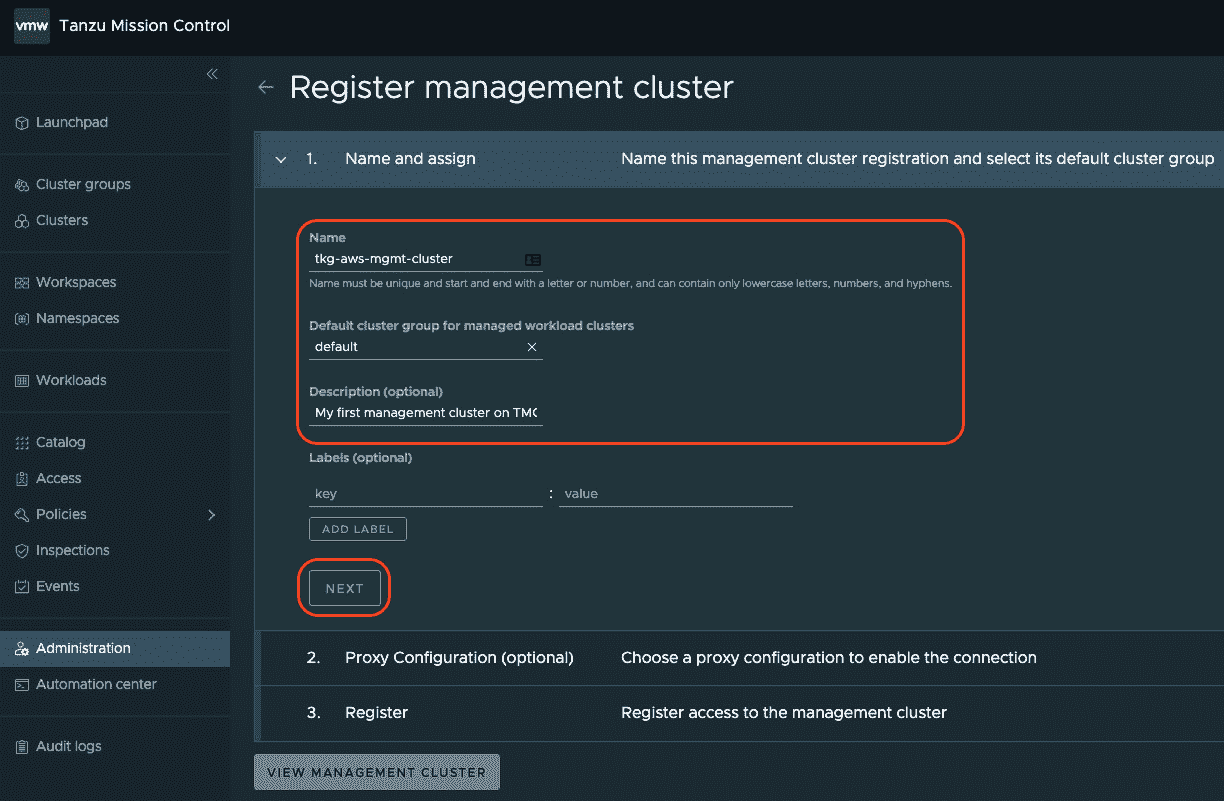 vmw Tanzu Mission Control
Register management cluster
Launchpad
Cluster groups
Clusters
Workspaces
Namespaces
Workloads
Catalog
Access
Policies
Inspections
Events
Administration
Automation center
Audit logs
1. Name and assign Name this management cluster registration and select its default cluster group
Name
tkg-aws-mgmt-cluster
Name must be unique and start and end with a letter or number, and can contain only lowercase letters, numbers, and hyphens.
Default cluster group for managed workload clusters
default
Description (optional)
My first management cluster on TMC
Labels (optional)
key : value
ADD LABEL
NEXT
2. Proxy Configuration (optional) Choose a proxy configuration to enable the connection
3. Register Register access to the management cluster
VIEW MANAGEMENT CLUSTER